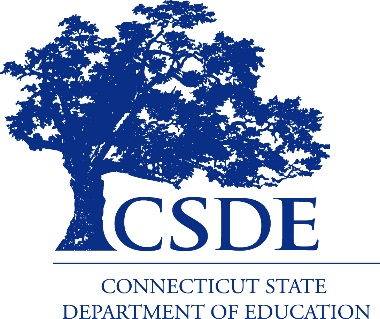 CSDE
CONNECTICUT STATE
DEPARTMENT OF EDUCATION